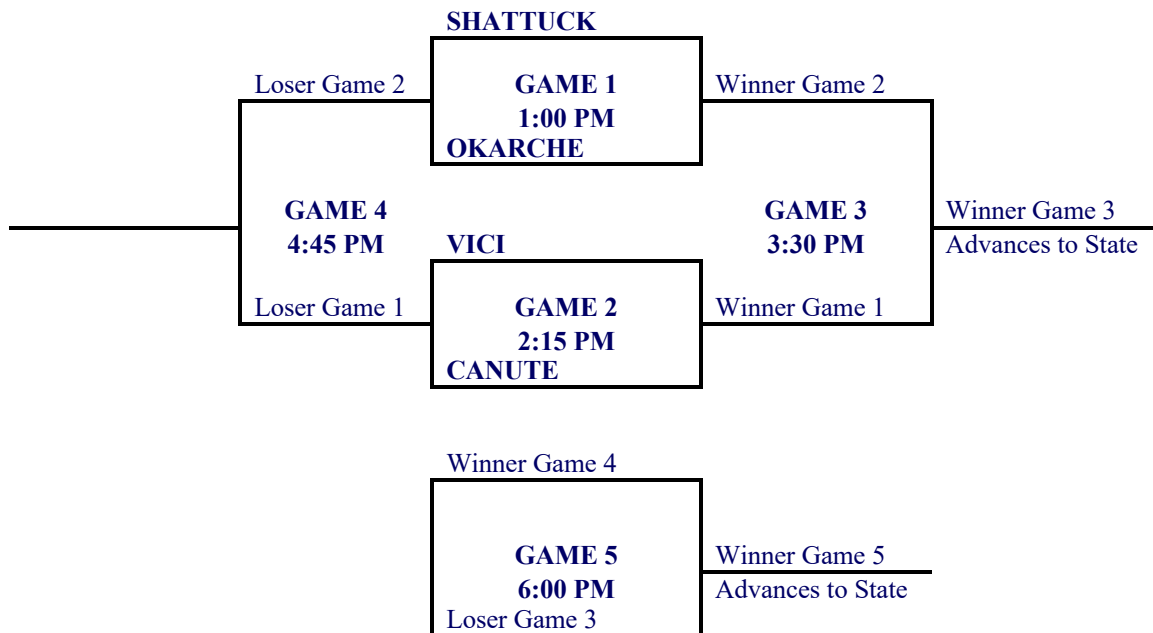 SHATTUCK
Loser Game 2
GAME 1
Winner Game 2
1:00 PM
OKARCHE
GAME 4
GAME 3
Winner Game 3
4:45 PM
VICI
3:30 PM
Advances to State
Loser Game 1
GAME 2
Winner Game 1
2:15 PM
CANUTE
Winner Game 4
GAME 5
Winner Game 5
6:00 PM
Advances to State
Loser Game 3